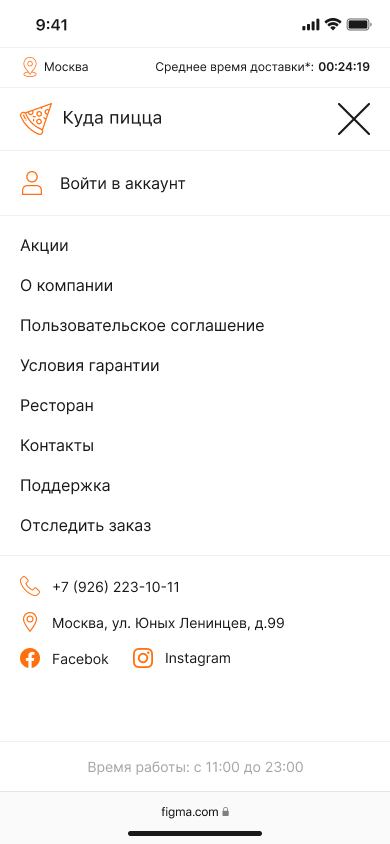 9:41
Москва Среднее время доставки*: 00:24:19
Куда пицца
Войти в аккаунт
Акции
О компании
Пользовательское соглашение
Условия гарантии
Ресторан
Контакты
Поддержка
Отследить заказ
+7 (926) 223-10-11
Москва, ул. Юных Ленинцев, д.99
Facebok Instagram
Время работы: с 11:00 до 23:00
figma.com